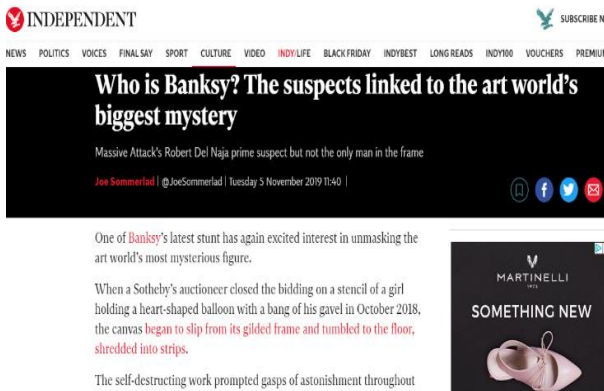 INDEPENDENT
SUBSCRIBE N
NEWS POLITICS VOICES FINAL SAY SPORT CULTURE VIDEO INDY/LIFE BLACK FRIDAY INDYBEST LONG READS INDY100 VOUCHERS PREMIUM
Who is Banksy? The suspects linked to the art world's
biggest mystery
Massive Attack's Robert Del Naja prime suspect but not the only man in the frame
Joe Sommerlad | @JoeSommerlad | Tuesday 5 November 2019 11:40 |
One of Banksy's latest stunt has again excited interest in unmasking the
art world's most mysterious figure.
When a Sotheby's auctioneer closed the bidding on a stencil of a girl
holding a heart-shaped balloon with a bang of his gavel in October 2018,
the canvas began to slip from its gilded frame and tumbled to the floor,
shredded into strips.
The self-destructing work prompted gasps of astonishment throughout
MARTINELLI
SOMETHING NEW